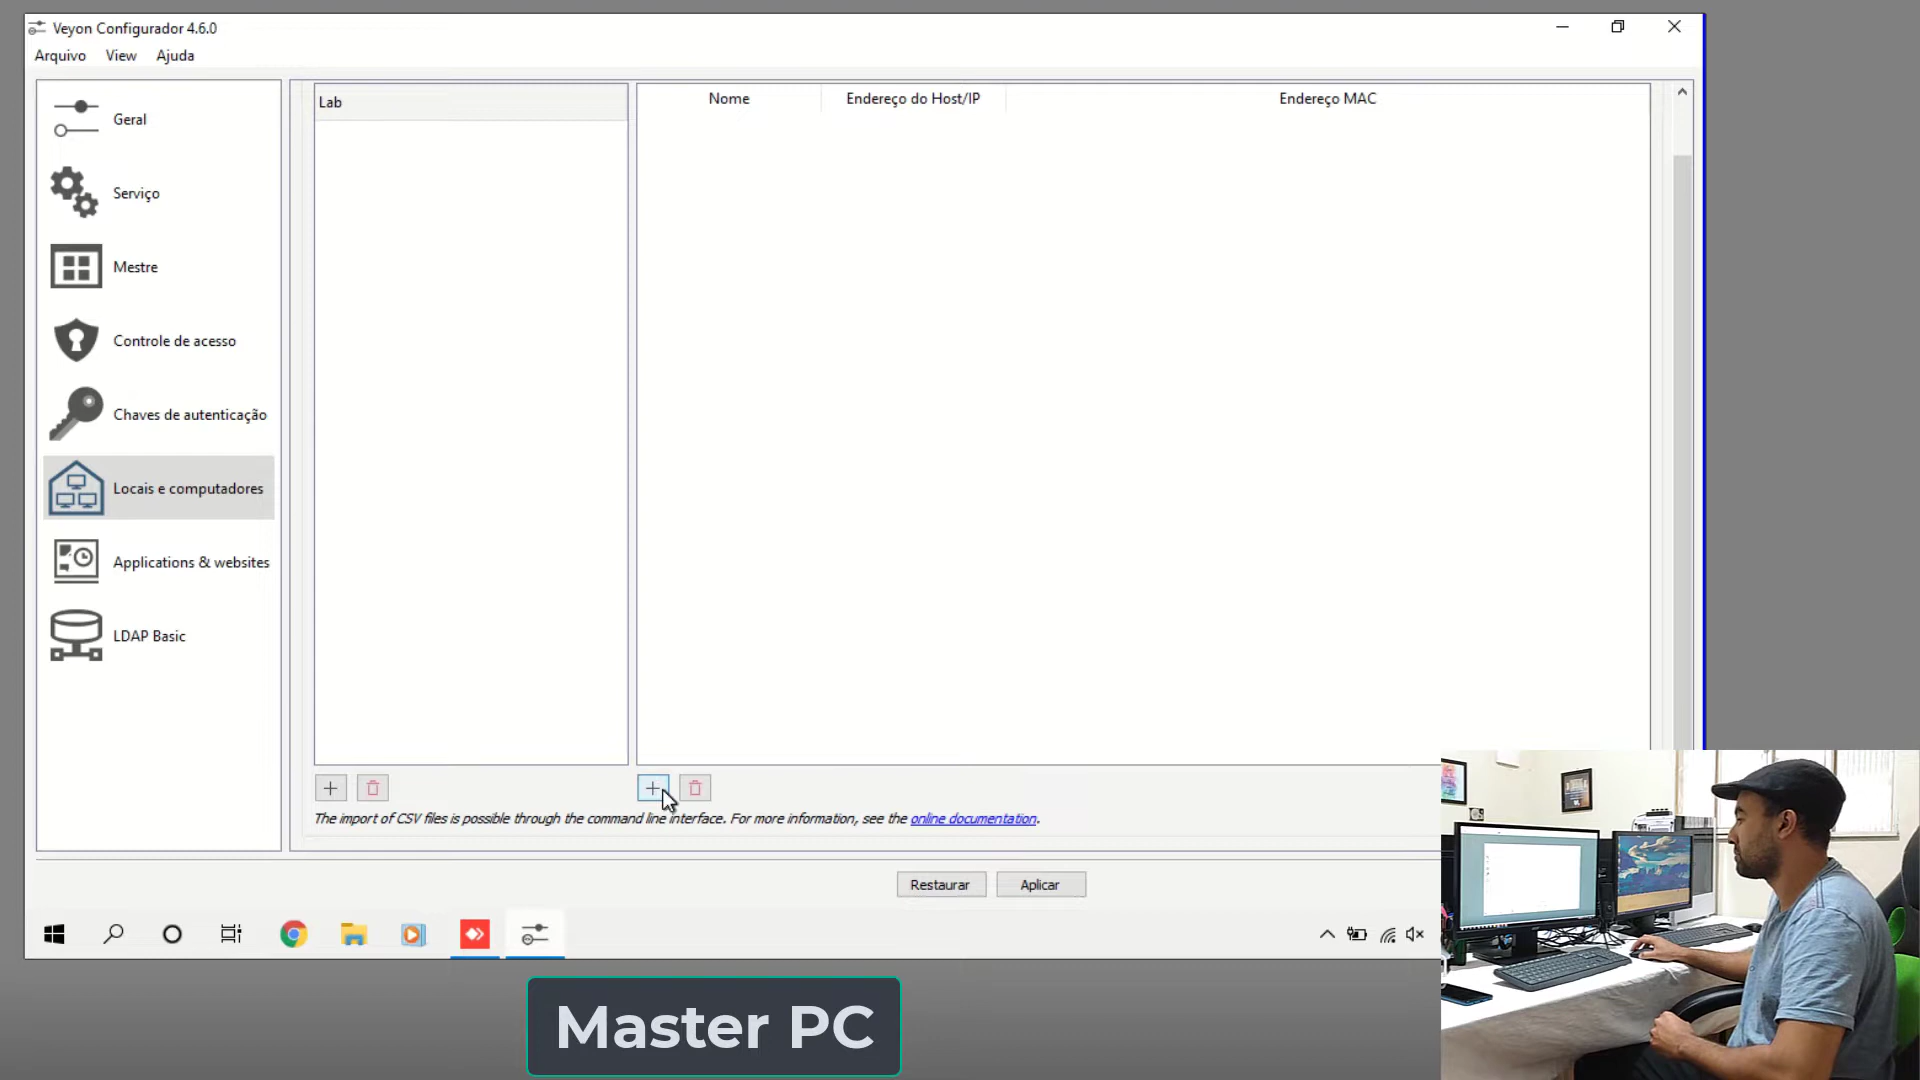 Veyon Configurador 4.6.0
Arquivo View Ajuda
Geral
Serviço
Mestre
Controle de acesso
Chaves de autenticação
Locais e computadores
Applications & websites
LDAP Basic
Lab
Nome Endereço do Host/IP Endereço MAC
The import of CSV files is possible through the command line interface. For more information, see the online documentation.
Restaurar Aplicar
Master PC